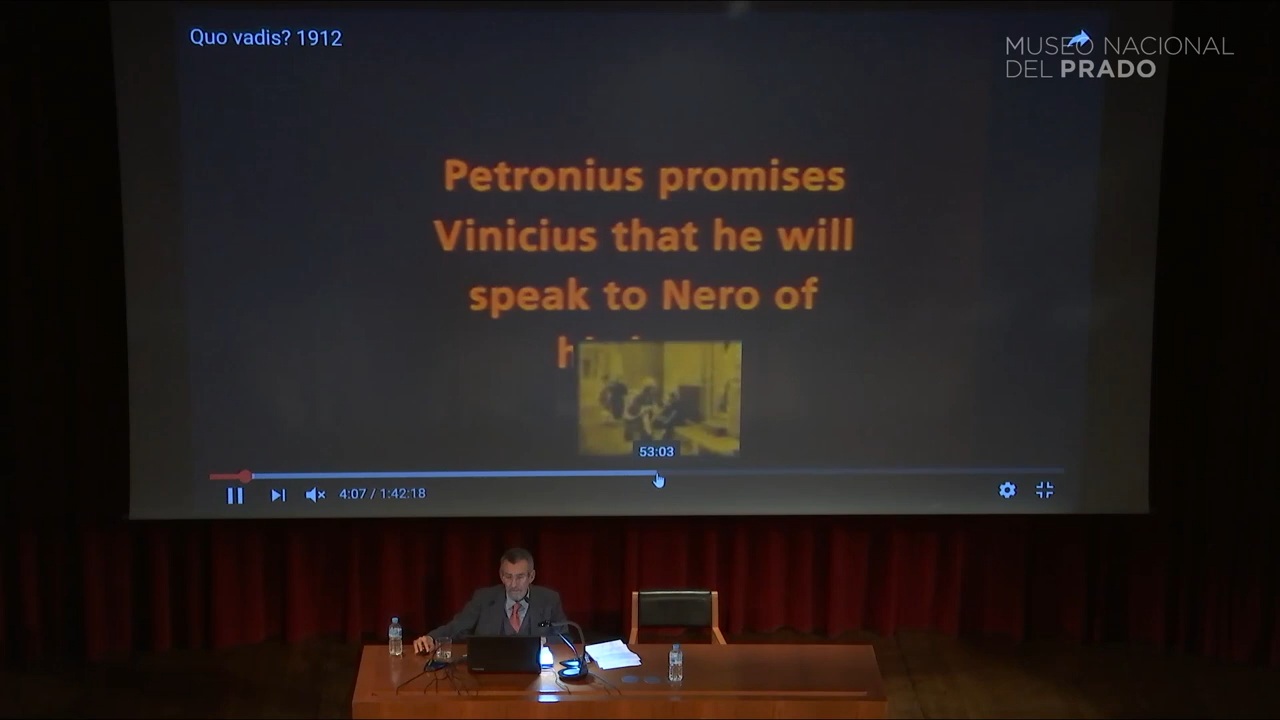 Quo vadis? 1912
MUSEO NACIONAL
DEL PRADO
Petronius promises
Vinicius that he will
speak to Nero of
53:03
4:07 / 1:42:18